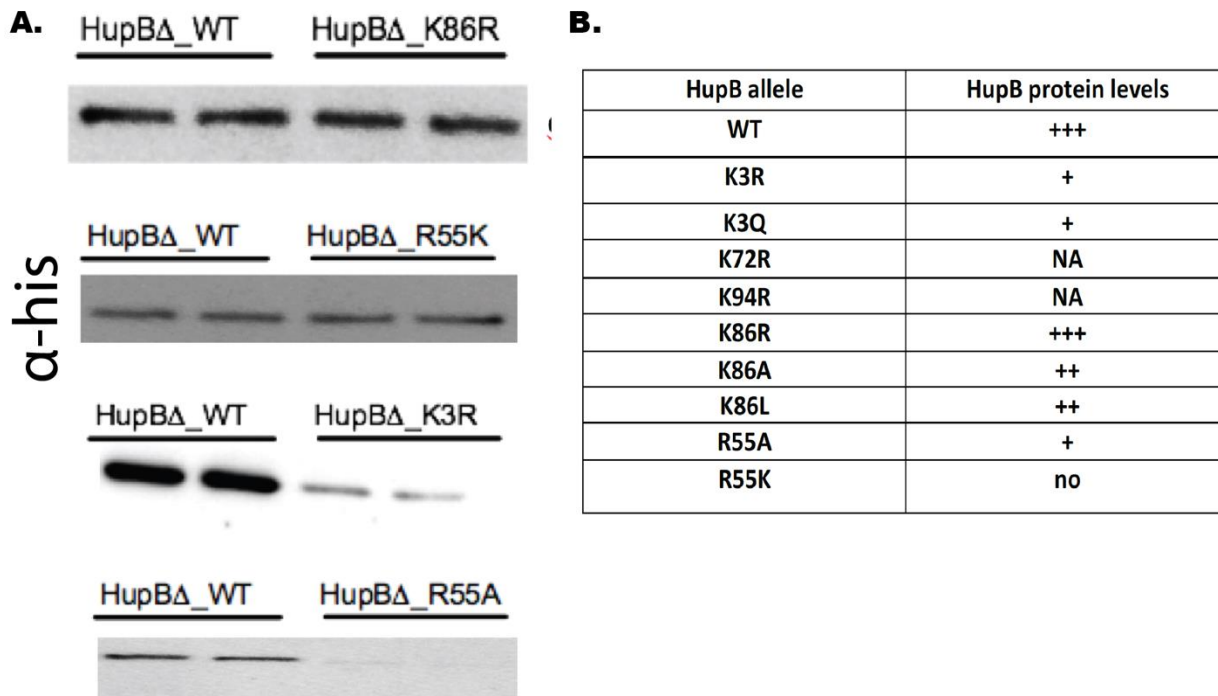 A.
HupBΔ_WT HupBΔ_K86R
HupBΔ_WT HupBΔ_R55K
α-his
HupBΔ_WT HupBΔ_K3R
HupBΔ_WT HupBΔ_R55A
B.
HupB allele HupB protein levels
WT +++
K3R +
K3Q +
K72R NA
K94R NA
K86R +++
K86A ++
K86L ++
R55A +
R55K no